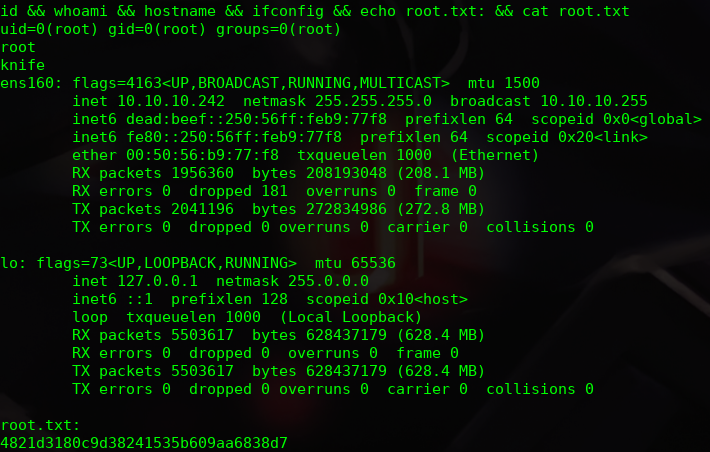 id && whoami && hostname && ifconfig && echo root.txt: && cat root.txt
uid=0(root) gid=0(root) groups=0(root)
root
knife
ens160: flags=4163<UP,BROADCAST,RUNNING,MULTICAST>  mtu 1500
        inet 10.10.10.242  netmask 255.255.255.0  broadcast 10.10.10.255
        inet6 dead:beef::250:56ff:feb9:77f8  prefixlen 64  scopeid 0x0<global>
        inet6 fe80::250:56ff:feb9:77f8  prefixlen 64  scopeid 0x20<link>
        ether 00:50:56:b9:77:f8  txqueuelen 1000  (Ethernet)
        RX packets 1956360  bytes 208193048 (208.1 MB)
        RX errors 0  dropped 181  overruns 0  frame 0
        TX packets 2041196  bytes 272834986 (272.8 MB)
        TX errors 0  dropped 0 overruns 0  carrier 0  collisions 0

lo: flags=73<UP,LOOPBACK,RUNNING>  mtu 65536
        inet 127.0.0.1  netmask 255.0.0.0
        inet6 ::1  prefixlen 128  scopeid 0x10<host>
        loop  txqueuelen 1000  (Local Loopback)
        RX packets 5503617  bytes 628437179 (628.4 MB)
        RX errors 0  dropped 0  overruns 0  frame 0
        TX packets 5503617  bytes 628437179 (628.4 MB)
        TX errors 0  dropped 0 overruns 0  carrier 0  collisions 0

root.txt:
4821d3180c9d38241535b609aa6838d7